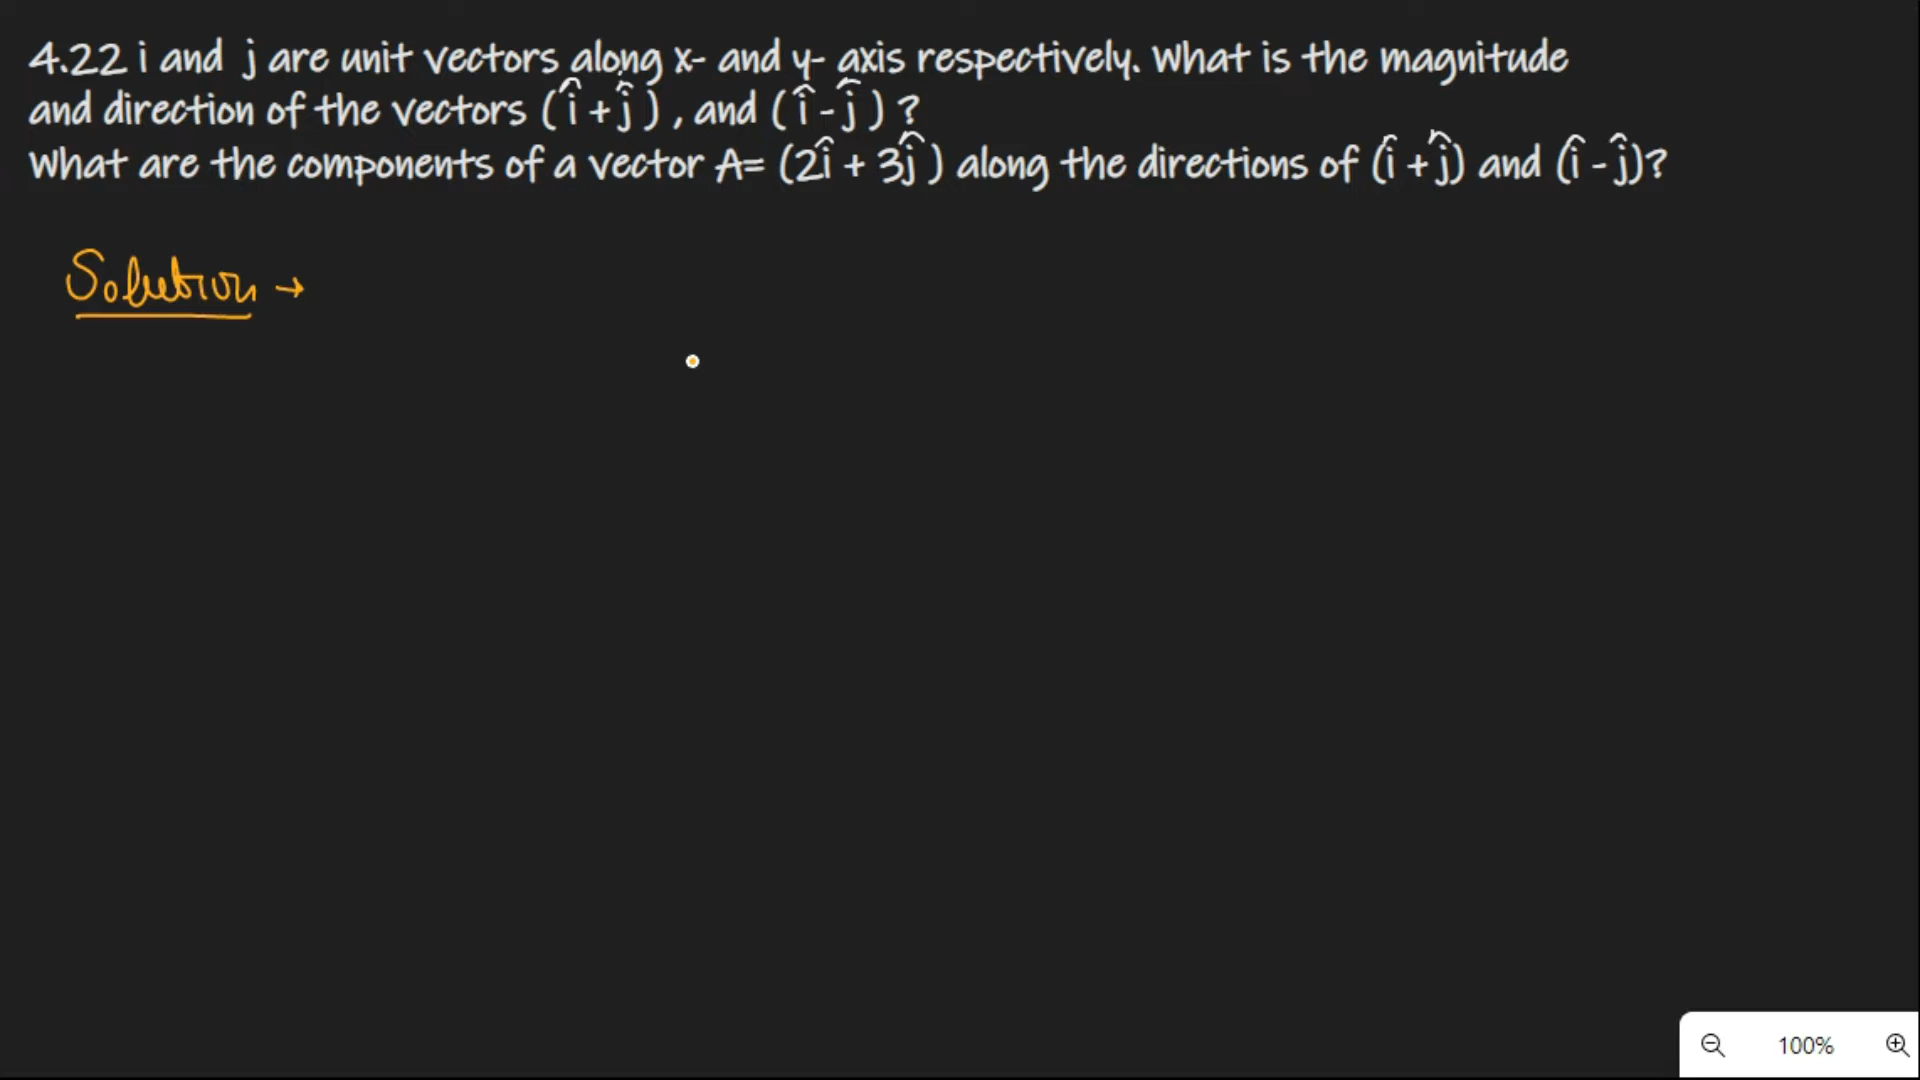 4.22 i and j are unit vectors along x- and y- axis respectively. What is the magnitude
and direction of the vectors (î + ĵ ) , and ( î - ĵ ) ?
What are the components of a vector A= (2î + 3ĵ ) along the directions of (î + ĵ) and (î - ĵ)?
Solution →
100%